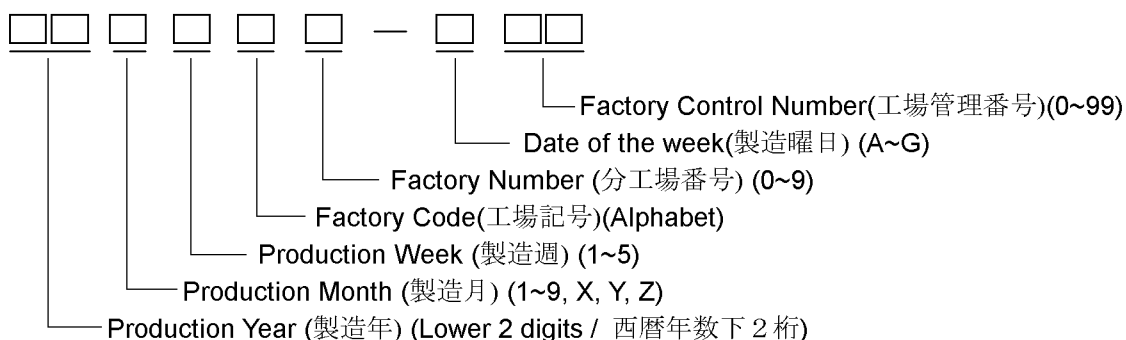 Factory Control Number(工場管理番号)(0~99)
Date of the week(製造曜日) (A~G)
Factory Number (分工場番号) (0~9)
Factory Code(工場記号)(Alphabet)
Production Week (製造週) (1~5)
Production Month (製造月) (1~9, X, Y, Z)
Production Year (製造年) (Lower 2 digits / 西暦年数下２桁)